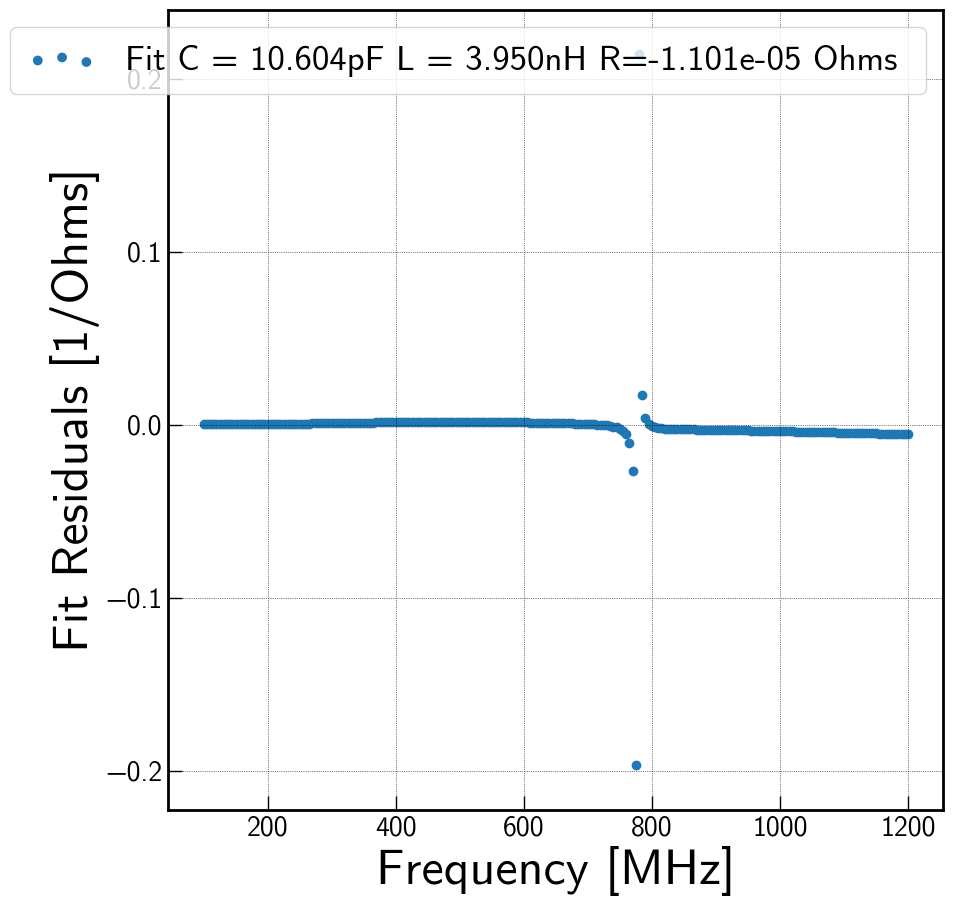 Fit C = 10.604pF L = 3.950nH R=-1.101e-05 Ohms
0.2
0.1
0.0
−0.1
−0.2
Fit Residuals [1/Ohms]
200 400 600 800 1000 1200
Frequency [MHz]